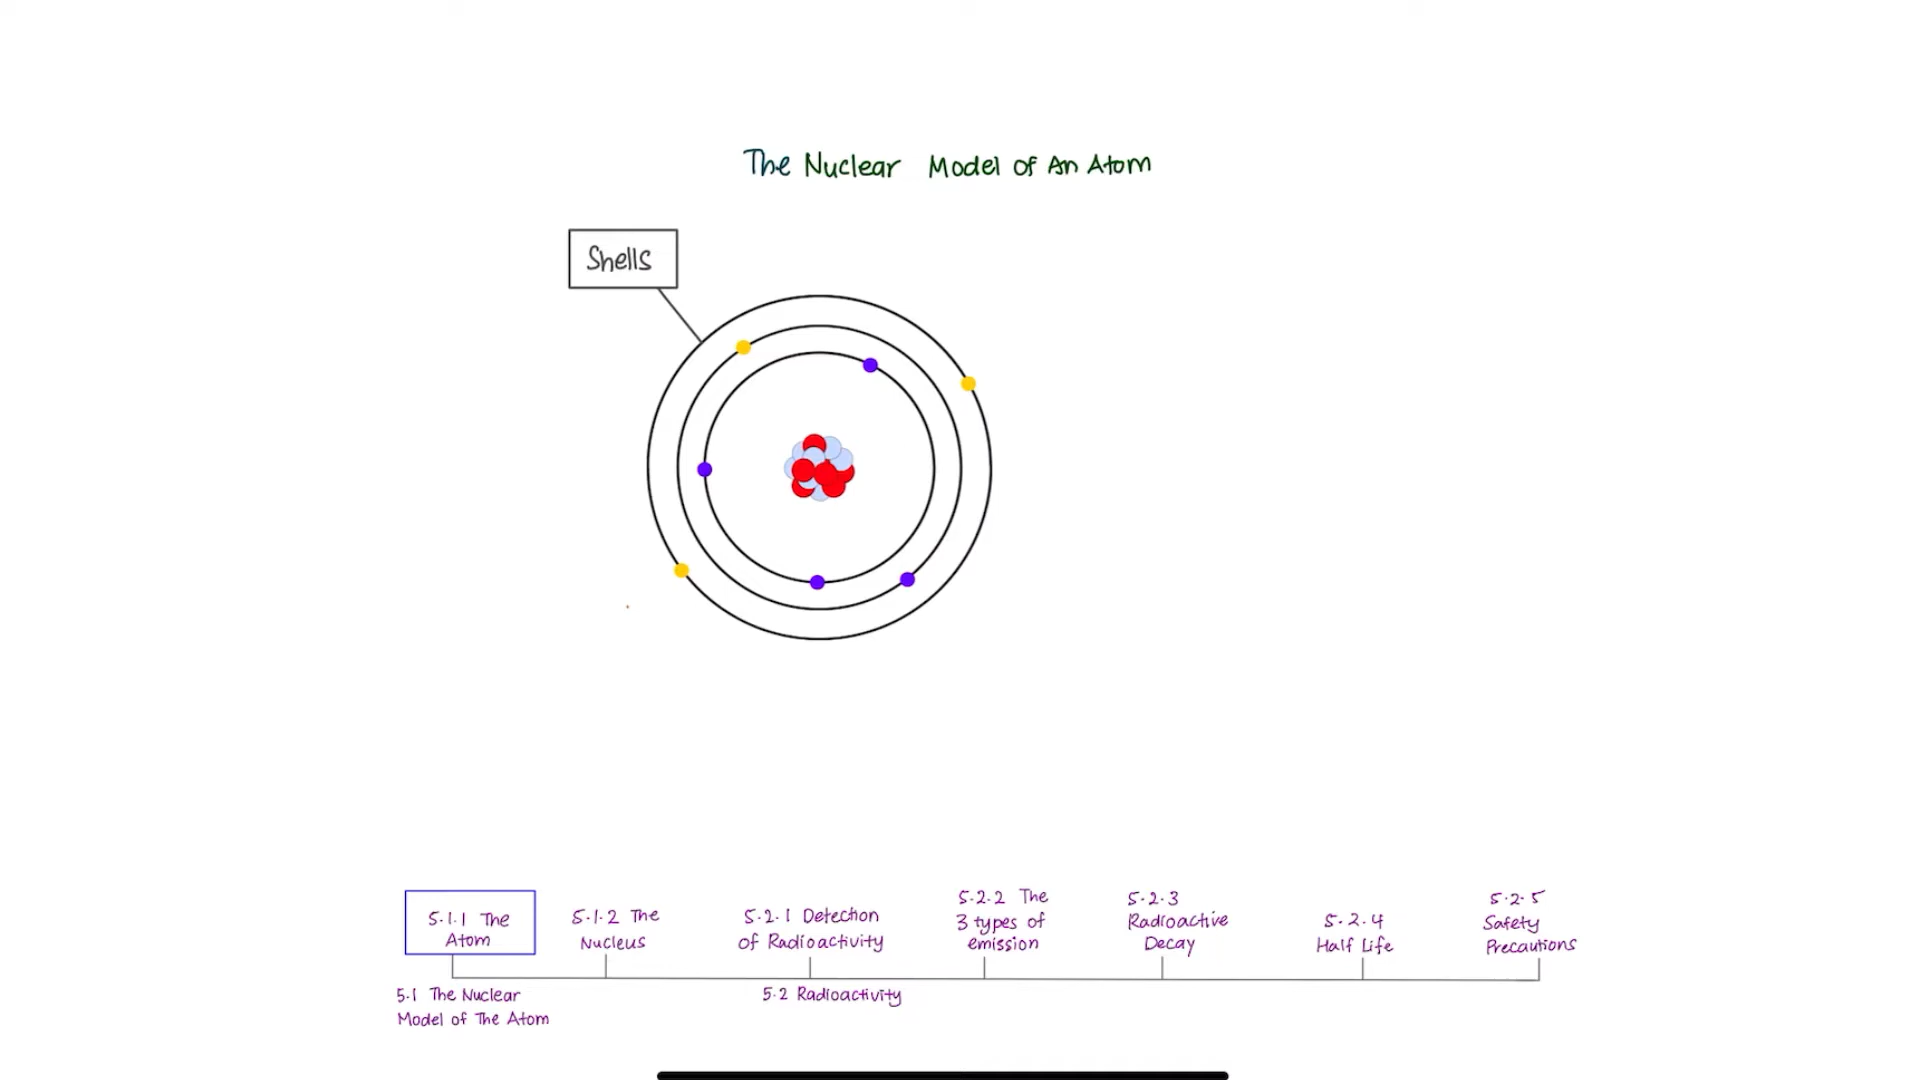 The Nuclear Model of An Atom
Shells
5.1.1 The
Atom
5.1.2 The
Nucleus
5.2.1 Detection
of Radioactivity
5.2.2 The
3 types of
emission
5.2.3
Radioactive
Decay
5.2.4
Half Life
5.2.5
Safety
Precautions
5.1 The Nuclear
Model of The Atom
5.2 Radioactivity